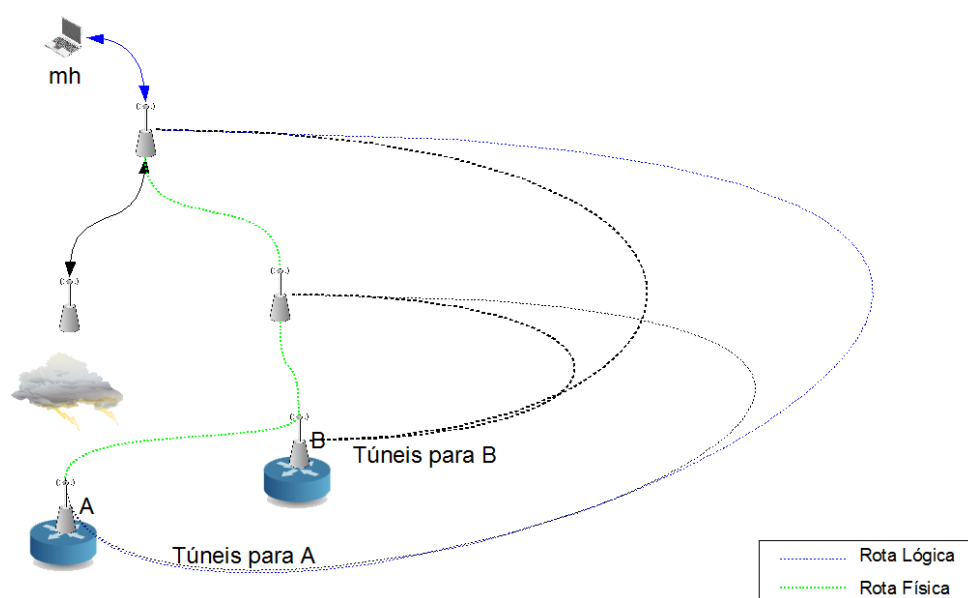 mh
B
Túneis para B
A
Túneis para A
Rota Lógica
Rota Física